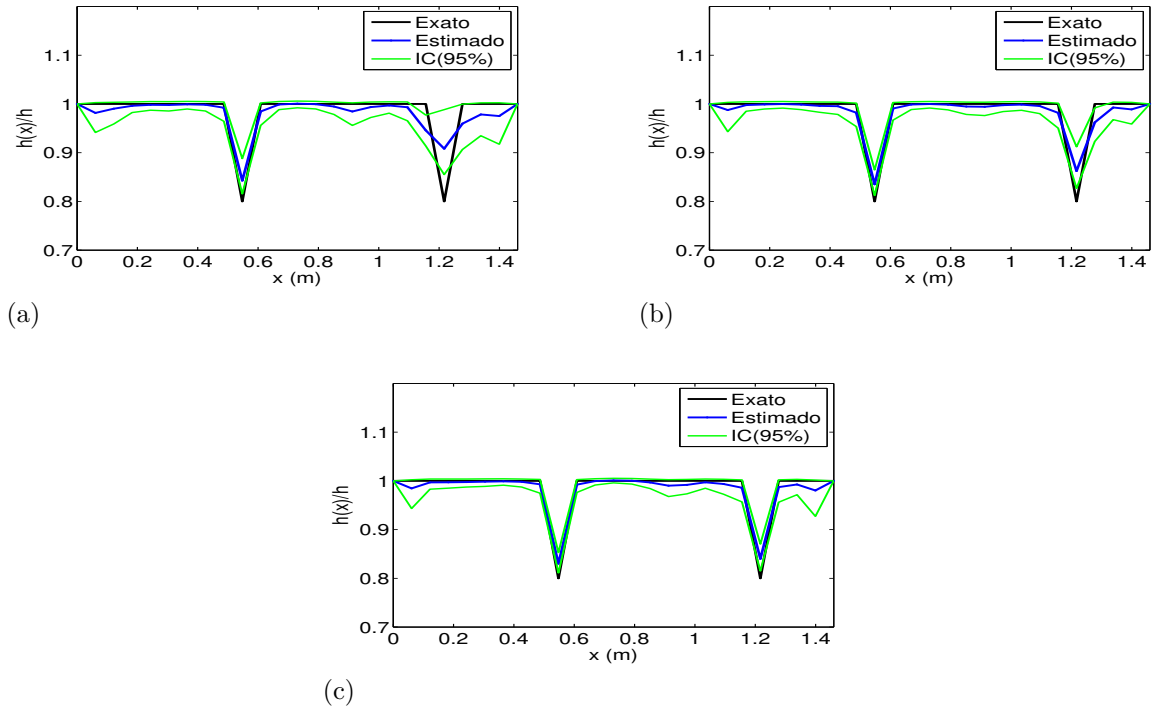 Exato
Estimado
IC(95%)
h(x)/h
1.1
1
0.9
0.8
0.7
0 0.2 0.4 0.6 0.8 1 1.2 1.4
x (m)
(a)
Exato
Estimado
IC(95%)
h(x)/h
1.1
1
0.9
0.8
0.7
0 0.2 0.4 0.6 0.8 1 1.2 1.4
x (m)
(b)
Exato
Estimado
IC(95%)
h(x)/h
1.1
1
0.9
0.8
0.7
0 0.2 0.4 0.6 0.8 1 1.2 1.4
x (m)
(c)